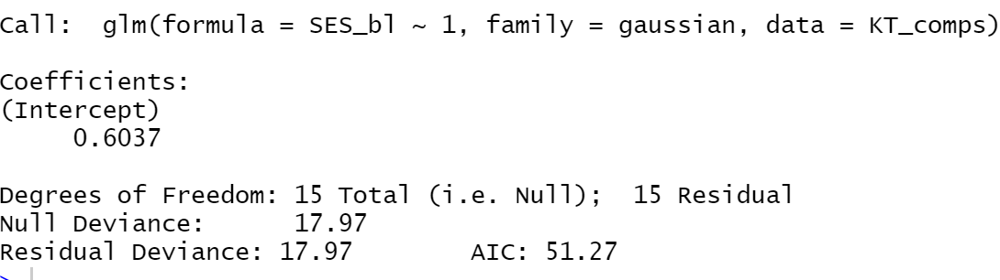 Call:  glm(formula = SES_bl ~ 1, family = gaussian, data = KT_comps)
Coefficients:
(Intercept)
     0.6037
Degrees of Freedom: 15 Total (i.e. Null);  15 Residual
Null Deviance:      17.97
Residual Deviance: 17.97        AIC: 51.27
>